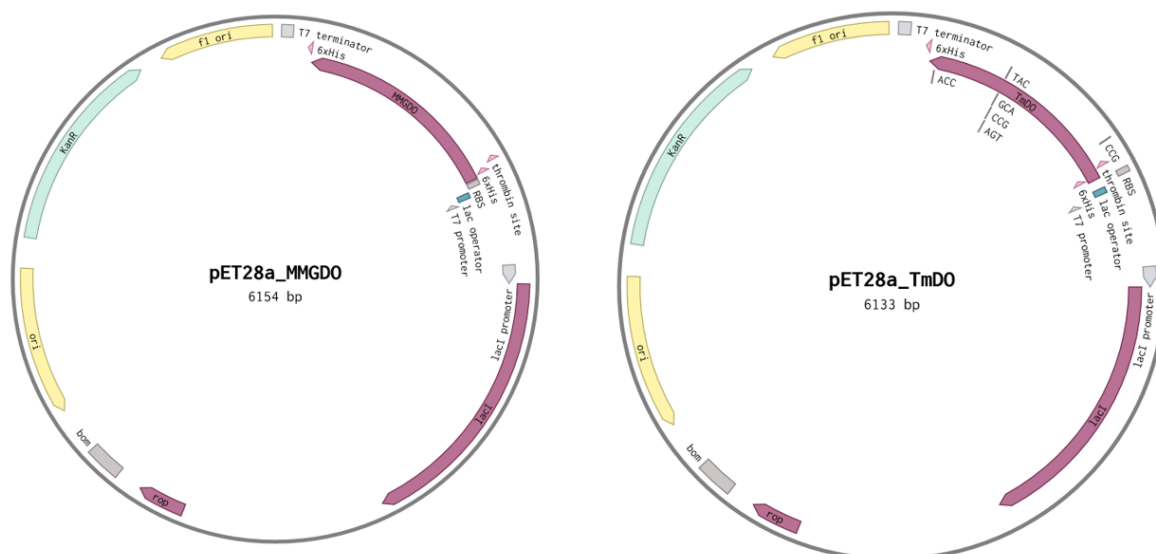 f1 ori
T7 terminator
6xHis
MMGDO
KanR
thrombin site
6xHis
RBS
lac operator
T7 promoter
pET28a_MMGDO
6154 bp
lacI promoter
ori
lacI
bom
rop
f1 ori
T7 terminator
6xHis
ACC
TAC
TmDO
GCA
CCG
AGT
KanR
CCG
RBS
thrombin site
6xHis
lac operator
T7 promoter
pET28a_TmDO
6133 bp
lacI promoter
ori
lacI
bom
rop